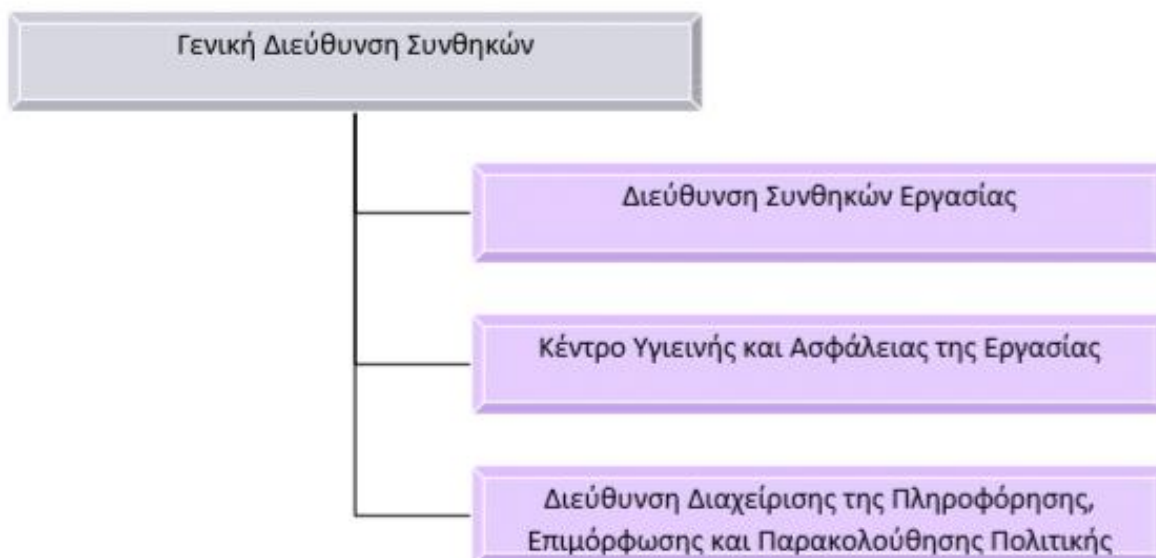 Γενική Διεύθυνση Συνθηκών
Διεύθυνση Συνθηκών Εργασίας
Κέντρο Υγιεινής και Ασφάλειας της Εργασίας
Διεύθυνση Διαχείρισης της Πληροφόρησης,
Επιμόρφωσης και Παρακολούθησης Πολιτικής